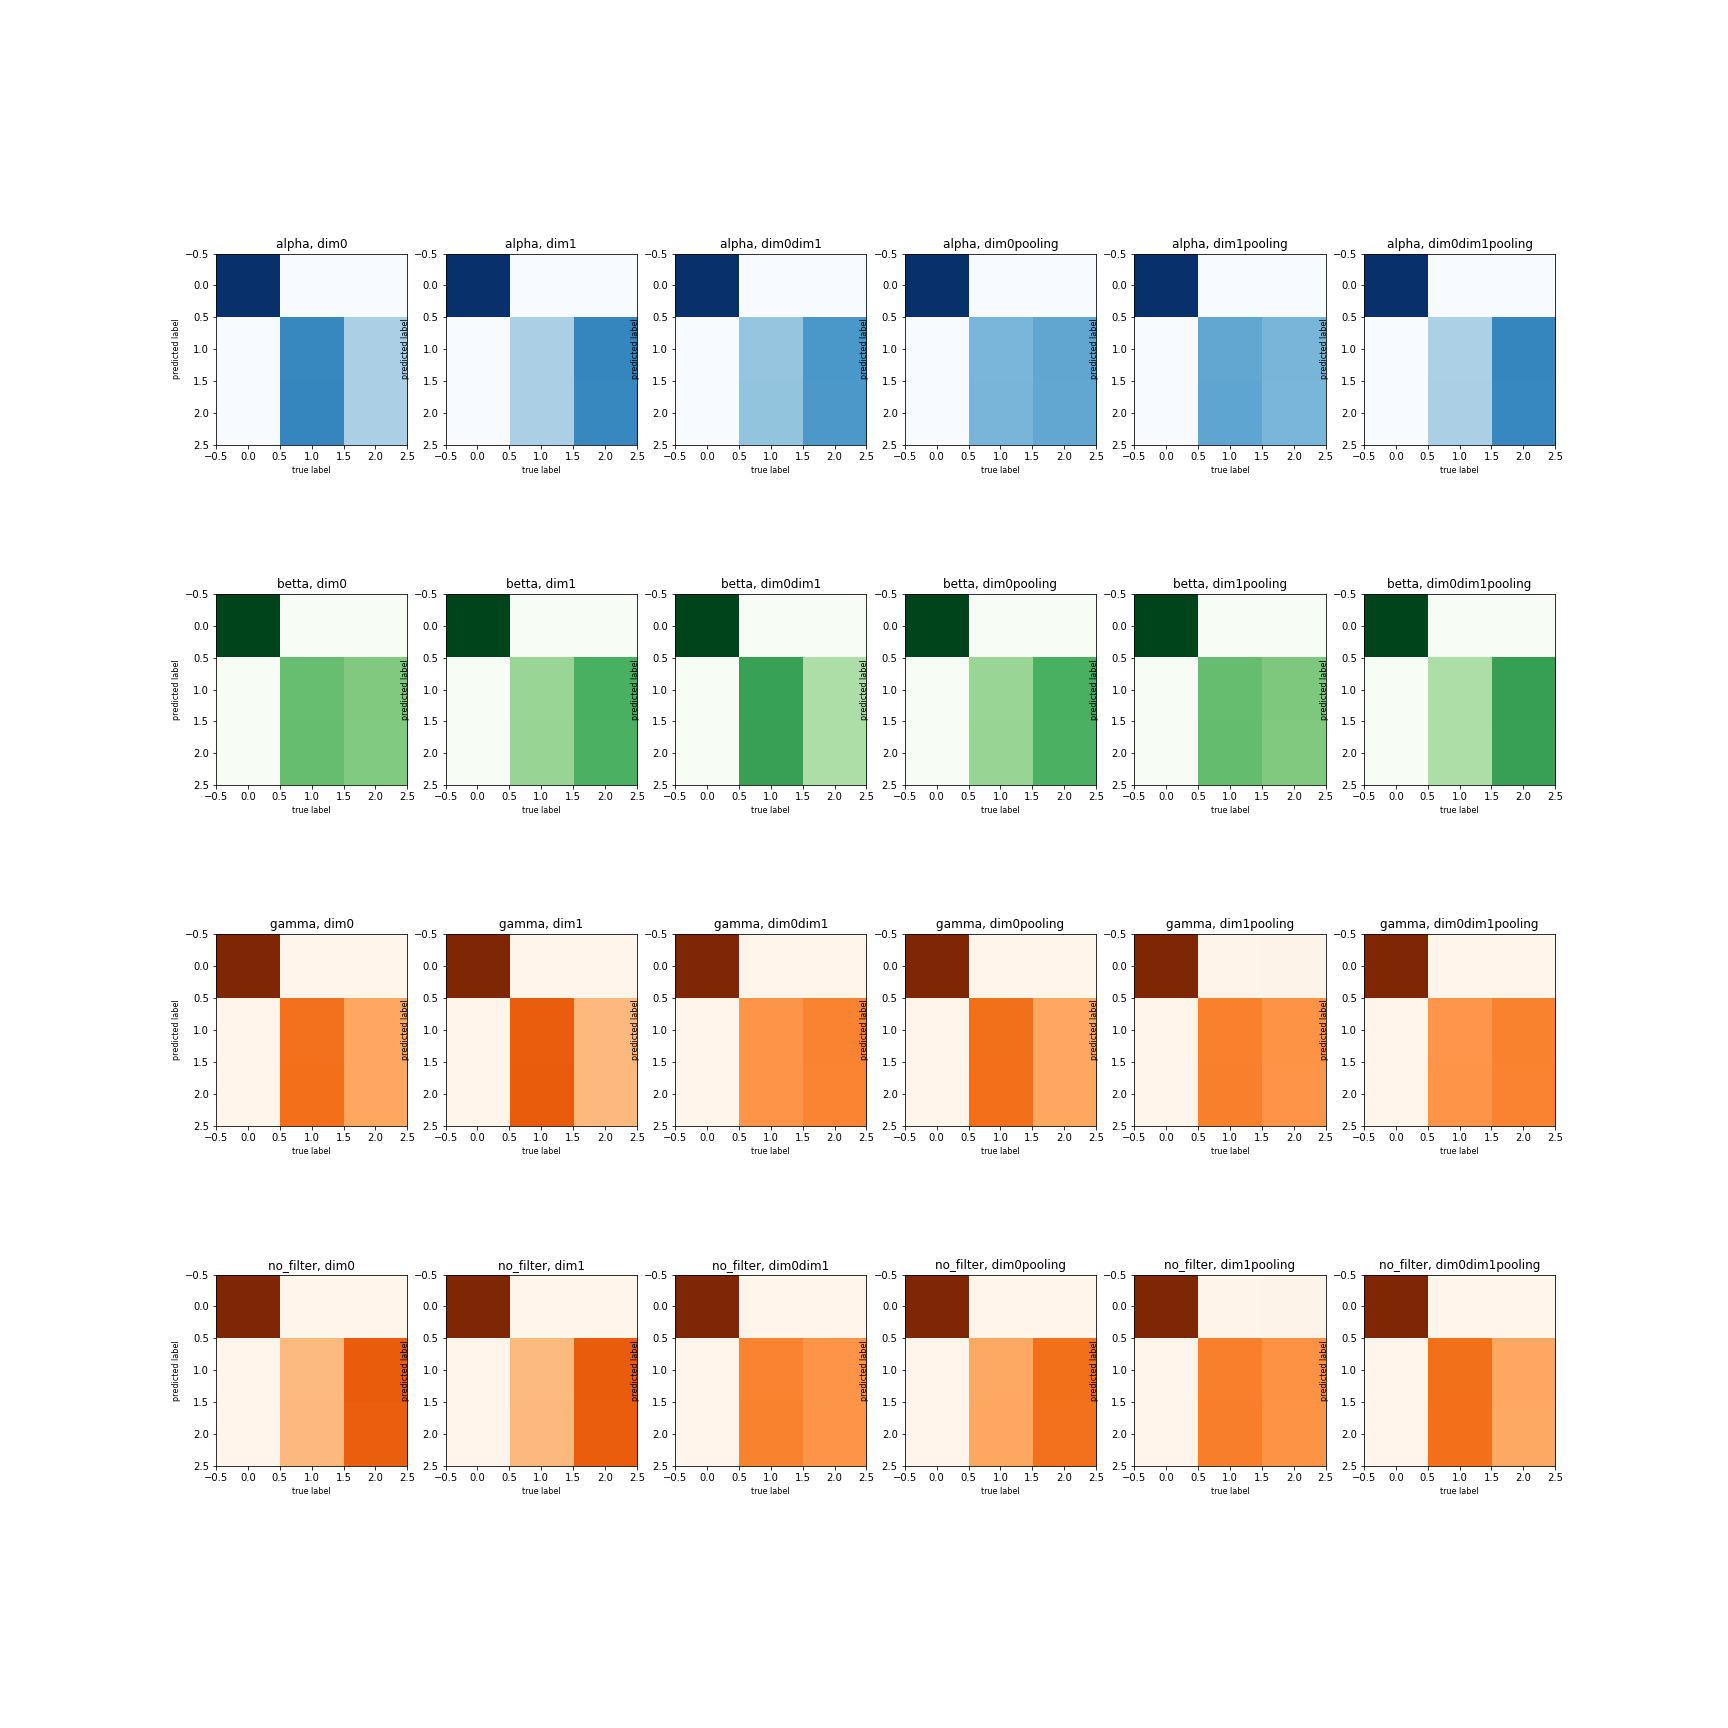 alpha, dim0 alpha, dim1 alpha, dim0dim1 alpha, dim0pooling alpha, dim1pooling alpha, dim0dim1pooling
−0.5 −0.5 −0.5 −0.5 −0.5 −0.5
0.0 0.0 0.0 0.0 0.0 0.0
0.5 0.5 0.5 0.5 0.5 0.5
predicted label predicted label predicted label predicted label predicted label predicted label
1.0 1.0 1.0 1.0 1.0 1.0
1.5 1.5 1.5 1.5 1.5 1.5
2.0 2.0 2.0 2.0 2.0 2.0
2.5 2.5 2.5 2.5 2.5 2.5
−0.5 0.0 0.5 1.0 1.5 2.0 2.5 −0.5 0.0 0.5 1.0 1.5 2.0 2.5 −0.5 0.0 0.5 1.0 1.5 2.0 2.5 −0.5 0.0 0.5 1.0 1.5 2.0 2.5 −0.5 0.0 0.5 1.0 1.5 2.0 2.5 −0.5 0.0 0.5 1.0 1.5 2.0 2.5
true label true label true label true label true label true label
betta, dim0 betta, dim1 betta, dim0dim1 betta, dim0pooling betta, dim1pooling betta, dim0dim1pooling
−0.5 −0.5 −0.5 −0.5 −0.5 −0.5
0.0 0.0 0.0 0.0 0.0 0.0
0.5 0.5 0.5 0.5 0.5 0.5
predicted label predicted label predicted label predicted label predicted label predicted label
1.0 1.0 1.0 1.0 1.0 1.0
1.5 1.5 1.5 1.5 1.5 1.5
2.0 2.0 2.0 2.0 2.0 2.0
2.5 2.5 2.5 2.5 2.5 2.5
−0.5 0.0 0.5 1.0 1.5 2.0 2.5 −0.5 0.0 0.5 1.0 1.5 2.0 2.5 −0.5 0.0 0.5 1.0 1.5 2.0 2.5 −0.5 0.0 0.5 1.0 1.5 2.0 2.5 −0.5 0.0 0.5 1.0 1.5 2.0 2.5 −0.5 0.0 0.5 1.0 1.5 2.0 2.5
true label true label true label true label true label true label
gamma, dim0 gamma, dim1 gamma, dim0dim1 gamma, dim0pooling gamma, dim1pooling gamma, dim0dim1pooling
−0.5 −0.5 −0.5 −0.5 −0.5 −0.5
0.0 0.0 0.0 0.0 0.0 0.0
0.5 0.5 0.5 0.5 0.5 0.5
predicted label predicted label predicted label predicted label predicted label predicted label
1.0 1.0 1.0 1.0 1.0 1.0
1.5 1.5 1.5 1.5 1.5 1.5
2.0 2.0 2.0 2.0 2.0 2.0
2.5 2.5 2.5 2.5 2.5 2.5
−0.5 0.0 0.5 1.0 1.5 2.0 2.5 −0.5 0.0 0.5 1.0 1.5 2.0 2.5 −0.5 0.0 0.5 1.0 1.5 2.0 2.5 −0.5 0.0 0.5 1.0 1.5 2.0 2.5 −0.5 0.0 0.5 1.0 1.5 2.0 2.5 −0.5 0.0 0.5 1.0 1.5 2.0 2.5
true label true label true label true label true label true label
no_filter, dim0 no_filter, dim1 no_filter, dim0dim1 no_filter, dim0pooling no_filter, dim1pooling no_filter, dim0dim1pooling
−0.5 −0.5 −0.5 −0.5 −0.5 −0.5
0.0 0.0 0.0 0.0 0.0 0.0
0.5 0.5 0.5 0.5 0.5 0.5
predicted label predicted label predicted label predicted label predicted label predicted label
1.0 1.0 1.0 1.0 1.0 1.0
1.5 1.5 1.5 1.5 1.5 1.5
2.0 2.0 2.0 2.0 2.0 2.0
2.5 2.5 2.5 2.5 2.5 2.5
−0.5 0.0 0.5 1.0 1.5 2.0 2.5 −0.5 0.0 0.5 1.0 1.5 2.0 2.5 −0.5 0.0 0.5 1.0 1.5 2.0 2.5 −0.5 0.0 0.5 1.0 1.5 2.0 2.5 −0.5 0.0 0.5 1.0 1.5 2.0 2.5 −0.5 0.0 0.5 1.0 1.5 2.0 2.5
true label true label true label true label true label true label